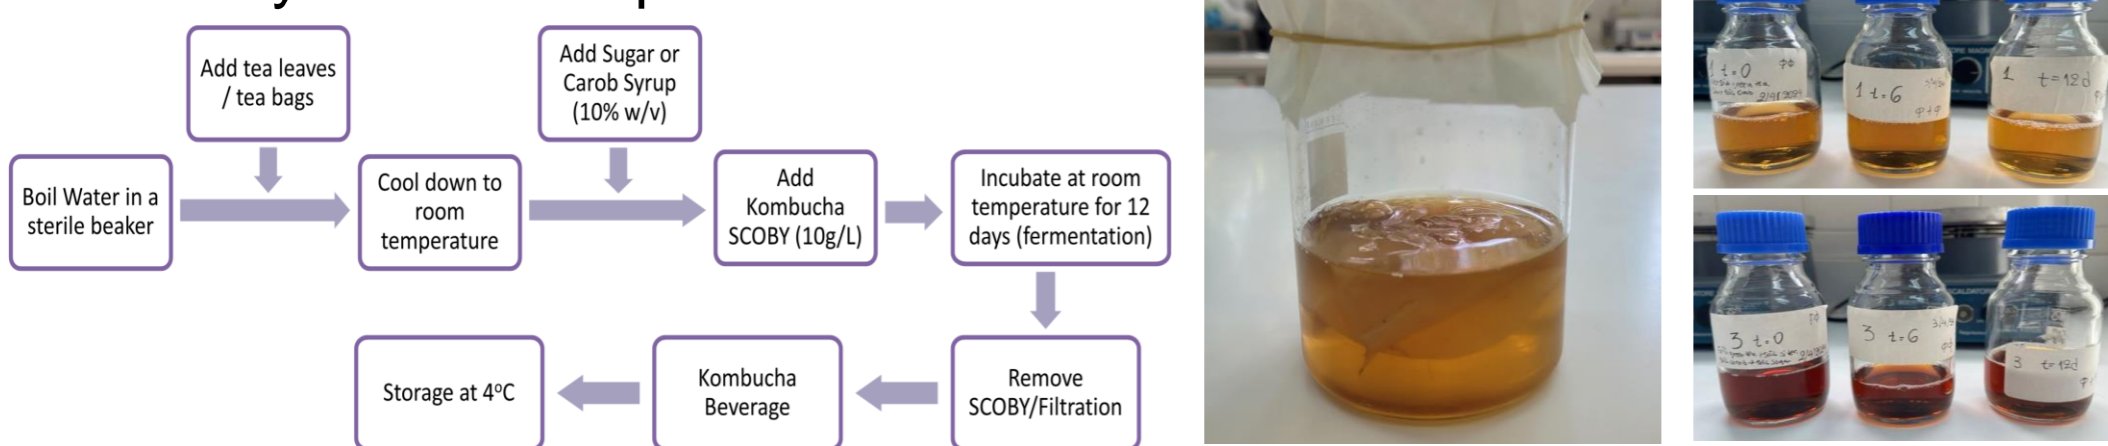 Add tea leaves
/ tea bags
Add Sugar or
Carob Syrup
(10% w/v)
Boil Water in a
sterile beaker
Cool down to
room
temperature
Add
Kombucha
SCOBY (10g/L)
Incubate at room
temperature for 12
days (fermentation)
Storage at 4°C
Kombucha
Beverage
Remove
SCOBY/Filtration
1 t=0
1 t=6
1 t=12d
3 t=0
3 t=6
3 t=12d